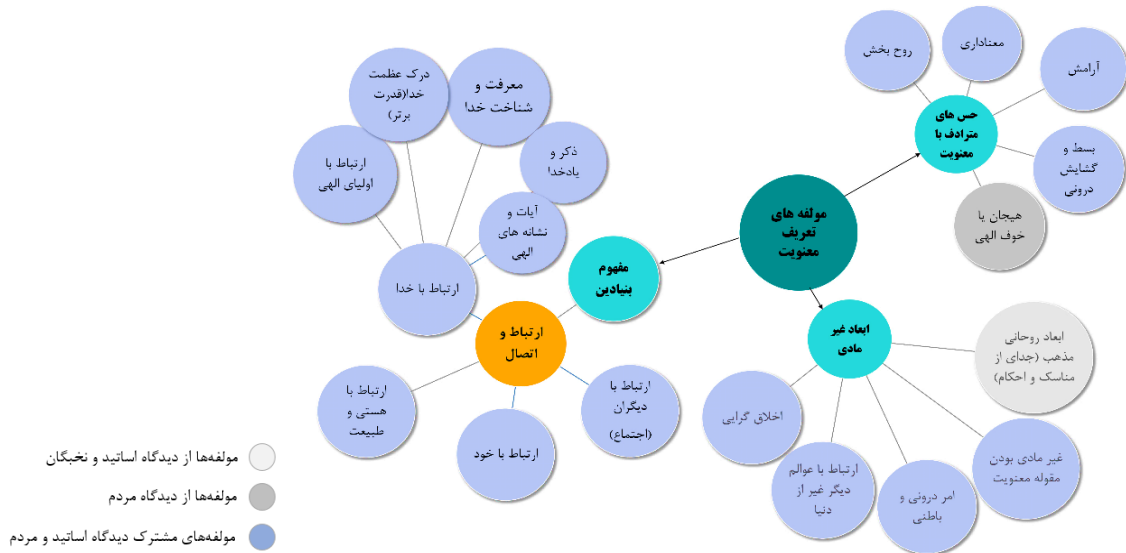 مولفه های
تعریف
معنویت
حس های
مترادف با
معنویت
روح بخش
معناداری
آرامش
بسط و
گشایش
درونی
هیجان یا
خوف الهی
مفهوم
بنیادین
ارتباط و
اتصال
ارتباط با خدا
ارتباط با
اولیای الهی
درک عظمت
خدا(قدرت
برتر)
معرفت و
شناخت خدا
ذکر و
یادخدا
آیات و
نشانه های
الهی
ارتباط با
هستی و
طبیعت
ارتباط با خود
ارتباط با
دیگران
(اجتماع)
ابعاد غیر
مادی
ابعاد روحانی
مذهب (جدای از
مناسک و احکام)
غیر مادی بودن
مقوله معنویت
امر درونی و
باطنی
ارتباط با عوالم
دیگر غیر از
دنیا
اخلاق گرایی
مولفه‌ها از دیدگاه اساتید و نخبگان
مولفه‌ها از دیدگاه مردم
مولفه‌های مشترک دیدگاه اساتید و مردم